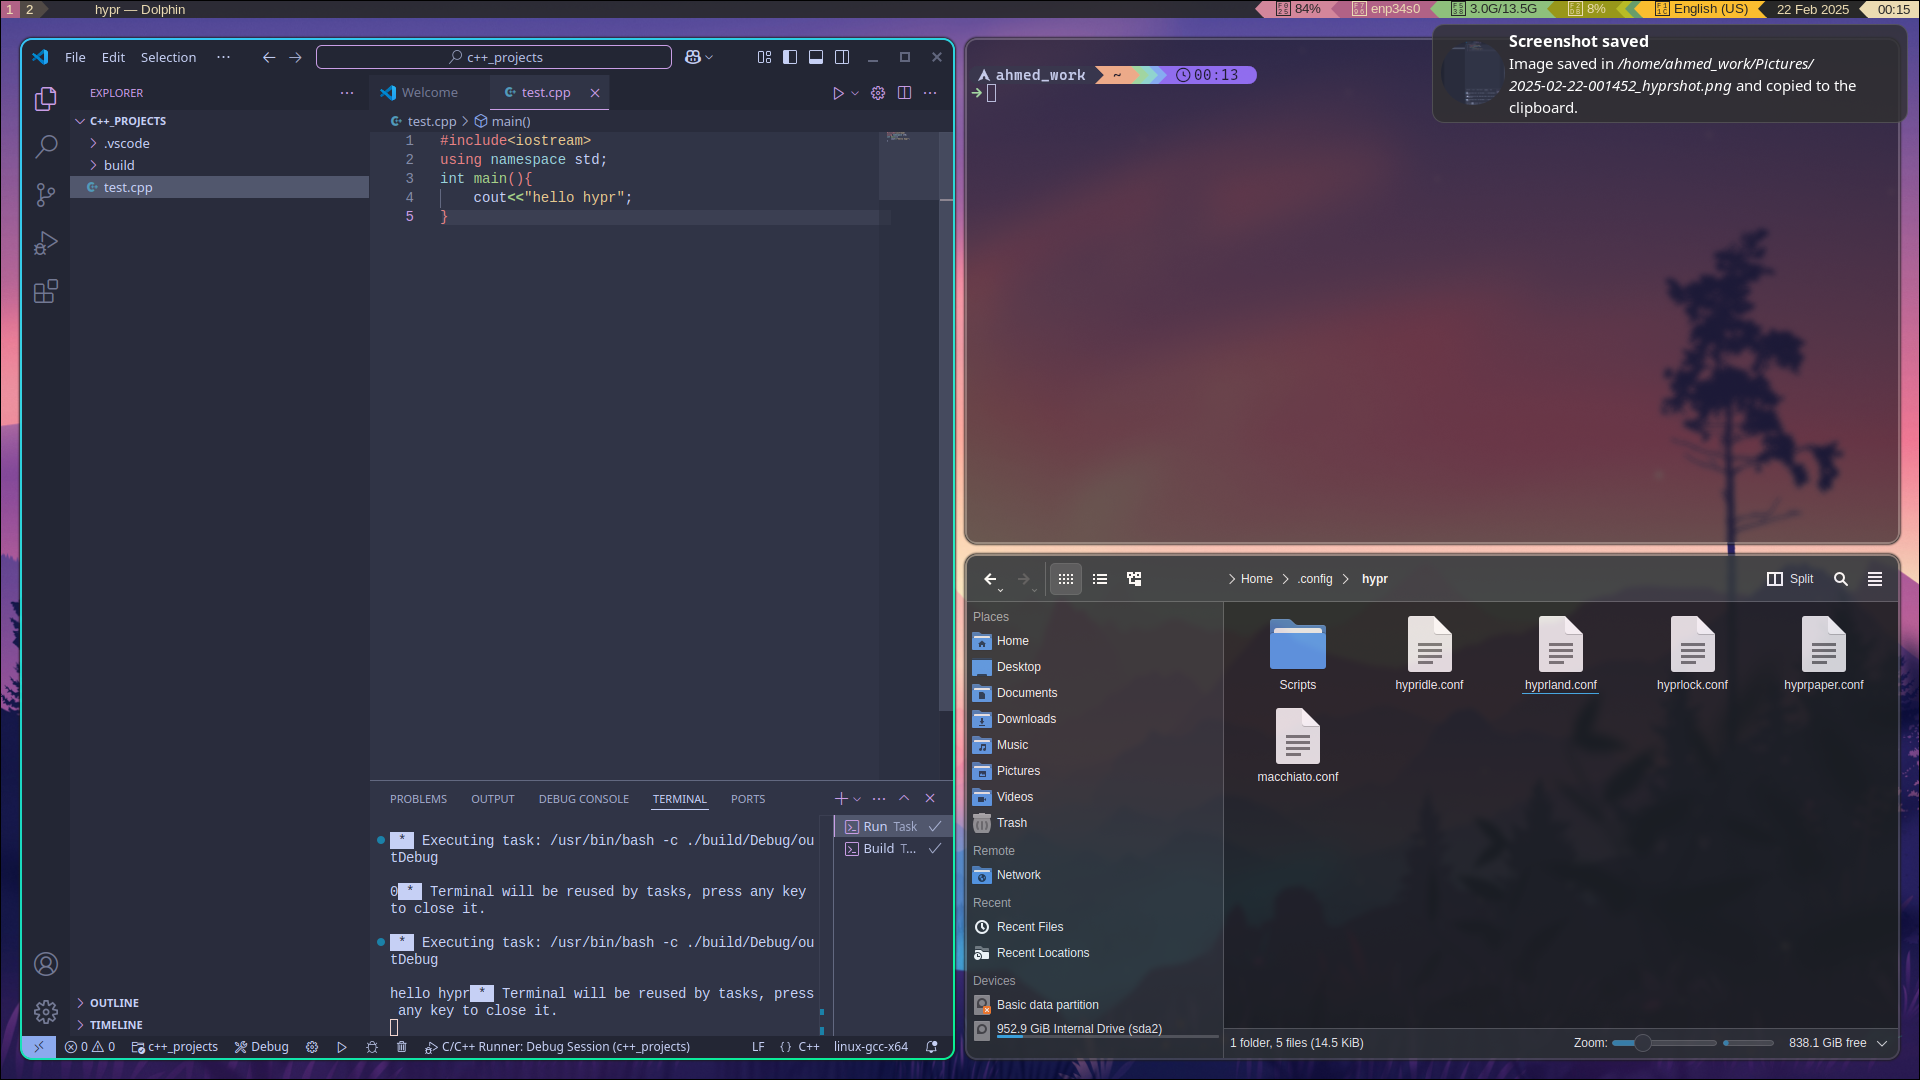 1 2 hypr — Dolphin
84% enp34s0 3.0G/13.5G 8% English (US) 22 Feb 2025 00:15
File Edit Selection ··· c++_projects
EXPLORER ···
C++_PROJECTS
.vscode
build
test.cpp
OUTLINE
TIMELINE
Welcome test.cpp
test.cpp > main()
1 #include<iostream>
2 using namespace std;
3 int main(){
4 cout<<"hello hypr";
5 }
PROBLEMS OUTPUT DEBUG CONSOLE TERMINAL PORTS
* Executing task: /usr/bin/bash -c ./build/Debug/ou
tDebug
0 * Terminal will be reused by tasks, press any key
to close it.
* Executing task: /usr/bin/bash -c ./build/Debug/ou
tDebug
hello hypr * Terminal will be reused by tasks, press
any key to close it.
Run Task
Build T...
0 0 c++_projects Debug C/C++ Runner: Debug Session (c++_projects) LF {} C++ linux-gcc-x64
ahmed_work ~ 00:13
Screenshot saved
Image saved in /home/ahmed_work/Pictures/
2025-02-22-001452_hyprshot.png and copied to the
clipboard.
Home > .config > hypr Split
Places
Home
Desktop
Documents
Downloads
Music
Pictures
Videos
Trash
Remote
Network
Recent
Recent Files
Recent Locations
Devices
Basic data partition
952.9 GiB Internal Drive (sda2)
Scripts hypridle.conf hyprland.conf hyprlock.conf hyprpaper.conf
macchiato.conf
1 folder, 5 files (14.5 KiB) Zoom: 838.1 GiB free